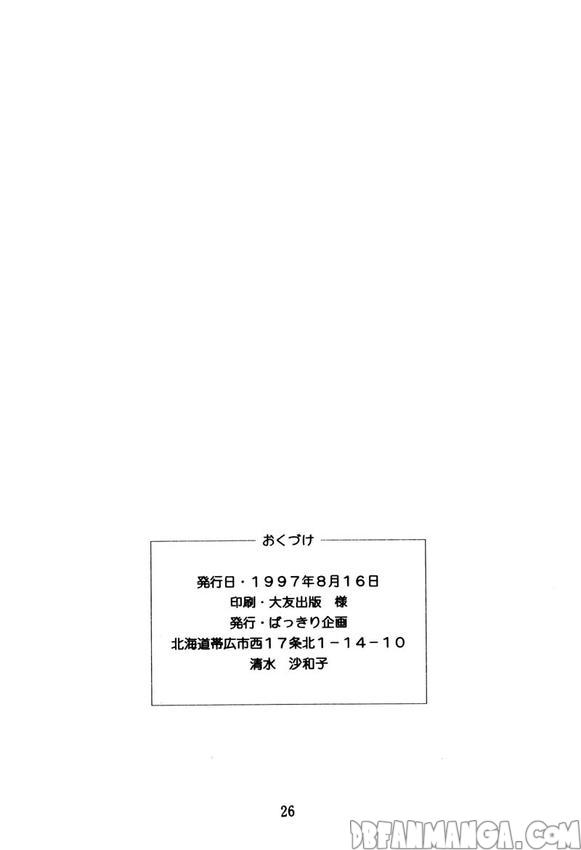 おくづけ
発行日・１９９７年８月１６日
印刷・大友出版　様
発行・ばっきり企画
北海道帯広市西１７条北１－１４－１０
清水　沙和子
26
DBFANMANGA.COM